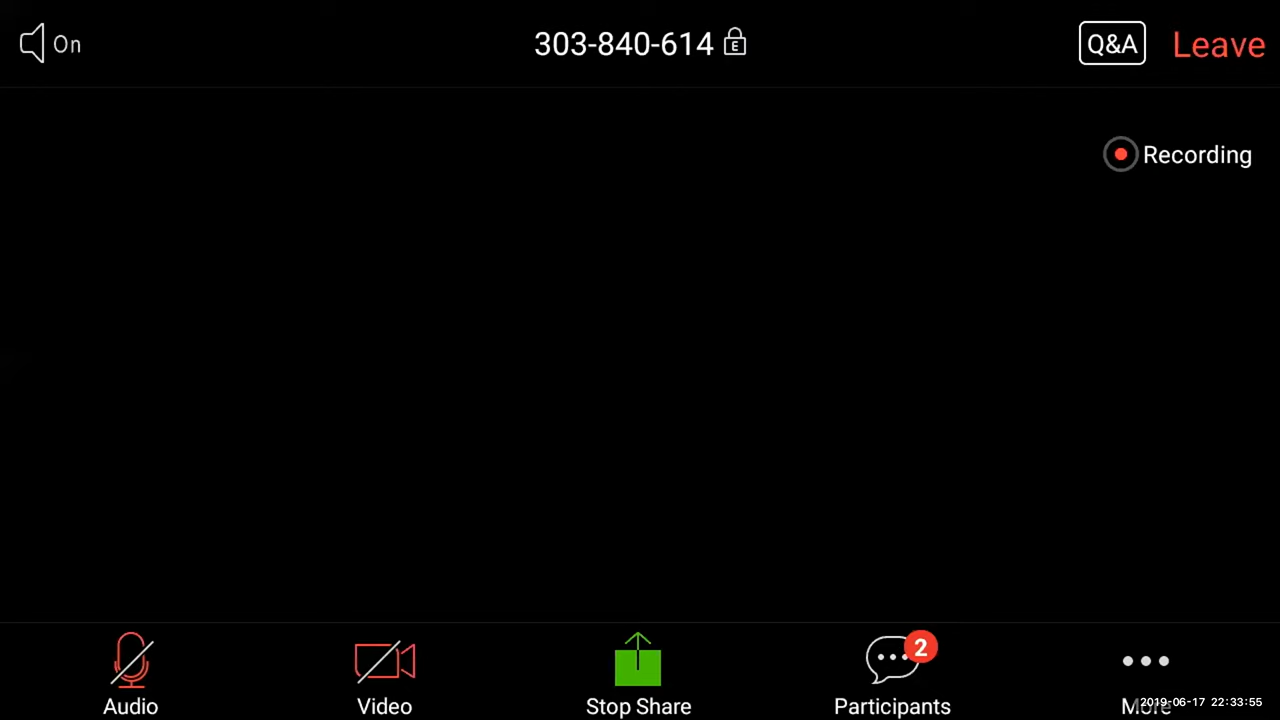 On
303-840-614
E
Q&A
Leave
Recording
Audio
Video
Stop Share
2
Participants
More
2019-06-17 22:33:55